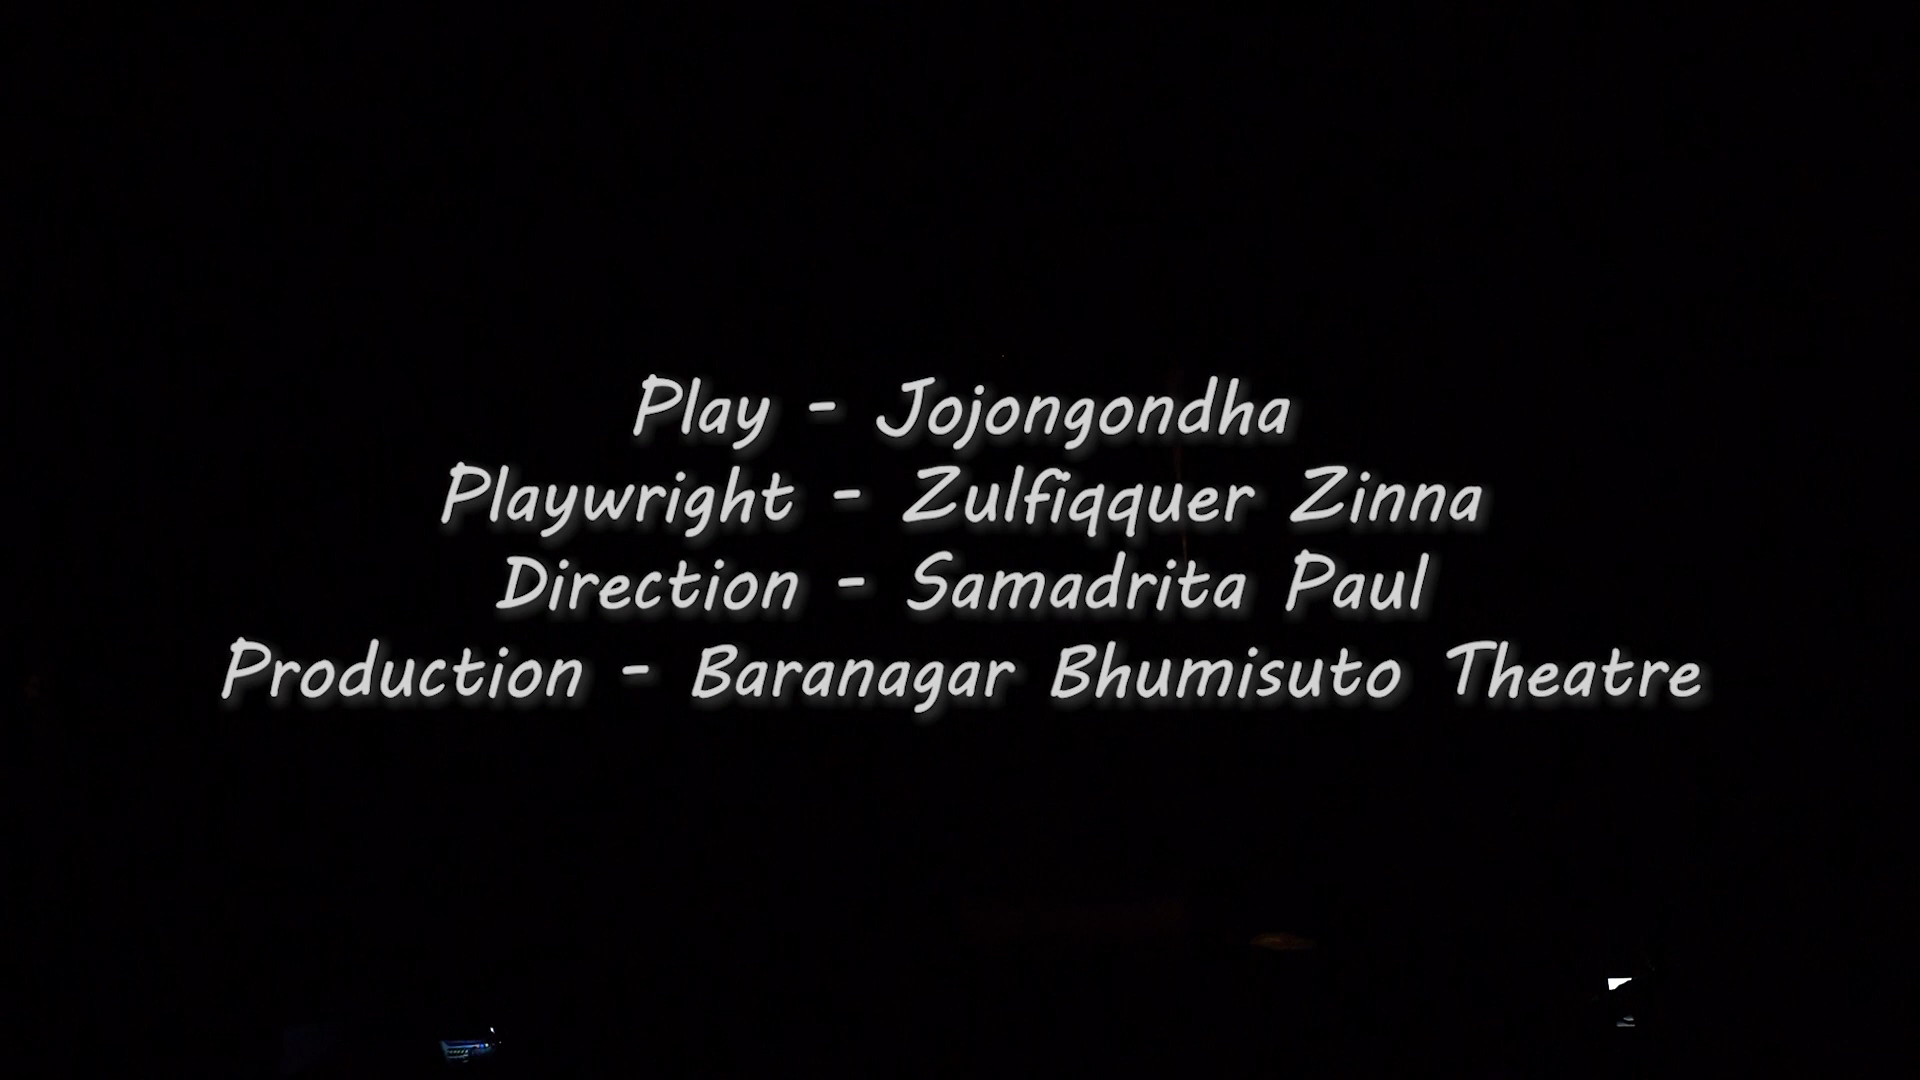 Play - Jojongondha
Playwright - Zulfiqquer Zinna
Direction - Samadrita Paul
Production - Baranagar Bhumisuto Theatre